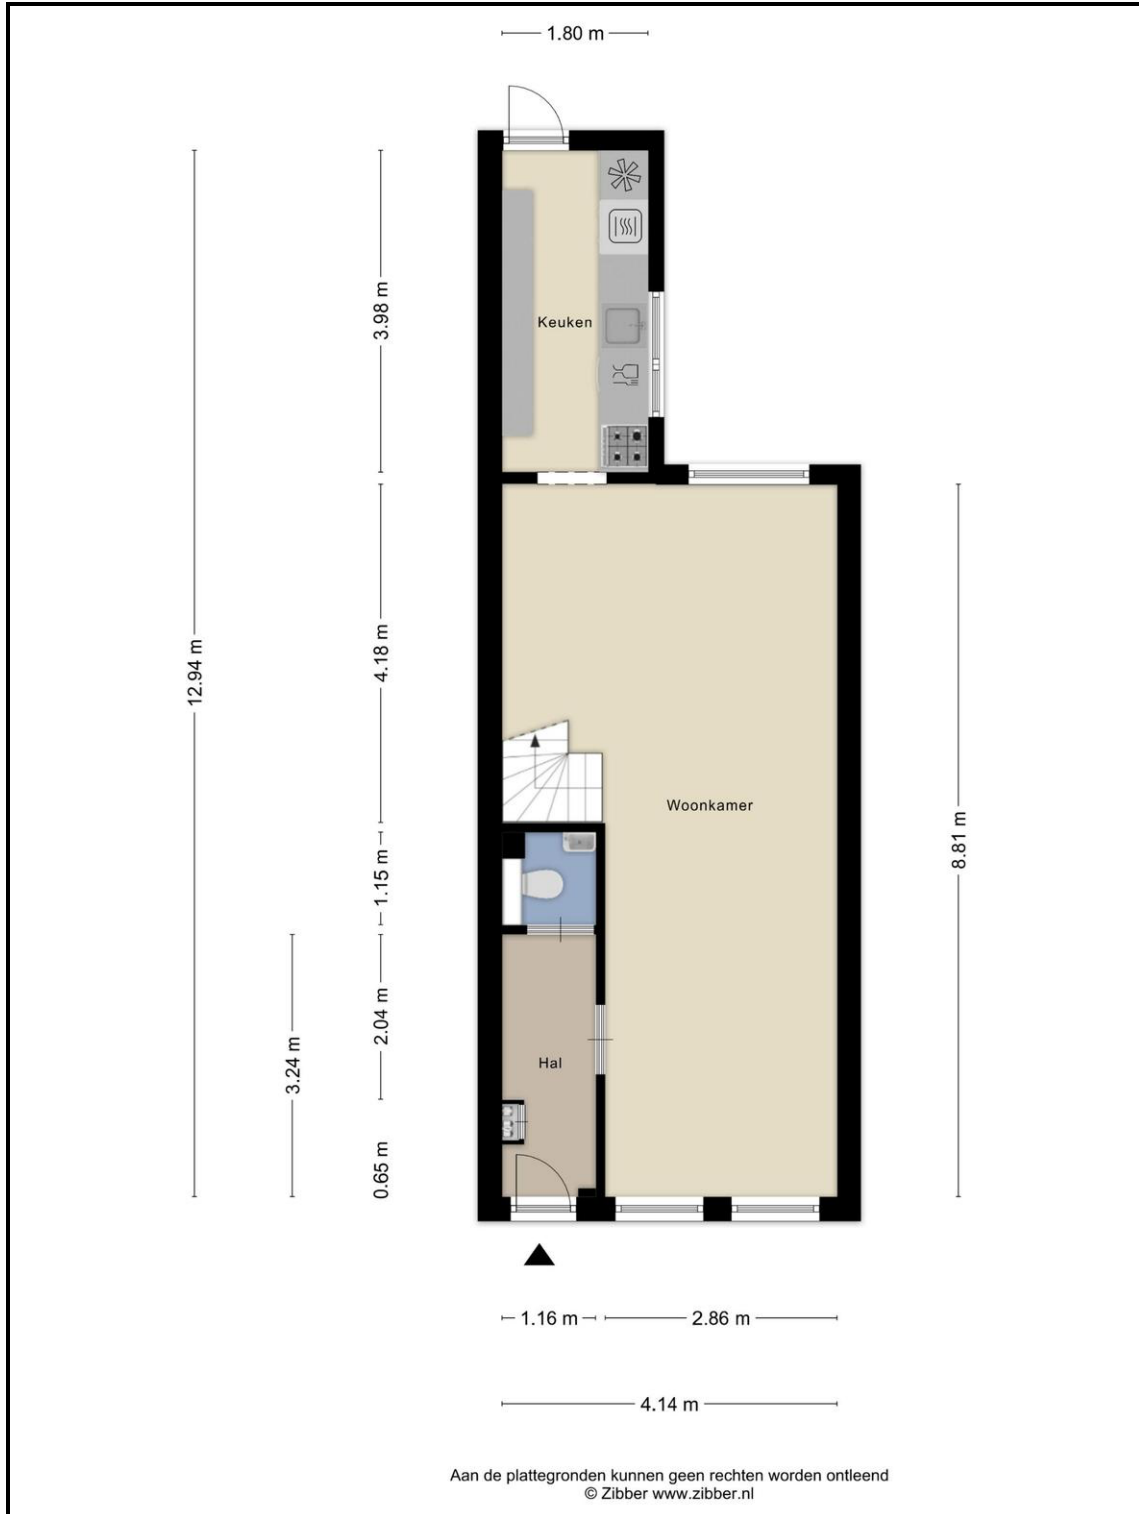 1.80 m
3.98 m
Keuken
12.94 m
4.18 m
Woonkamer
8.81 m
1.15 m
2.04 m
3.24 m
Hal
0.65 m
1.16 m
2.86 m
4.14 m
Aan de plattegronden kunnen geen rechten worden ontleend
© Zibber www.zibber.nl